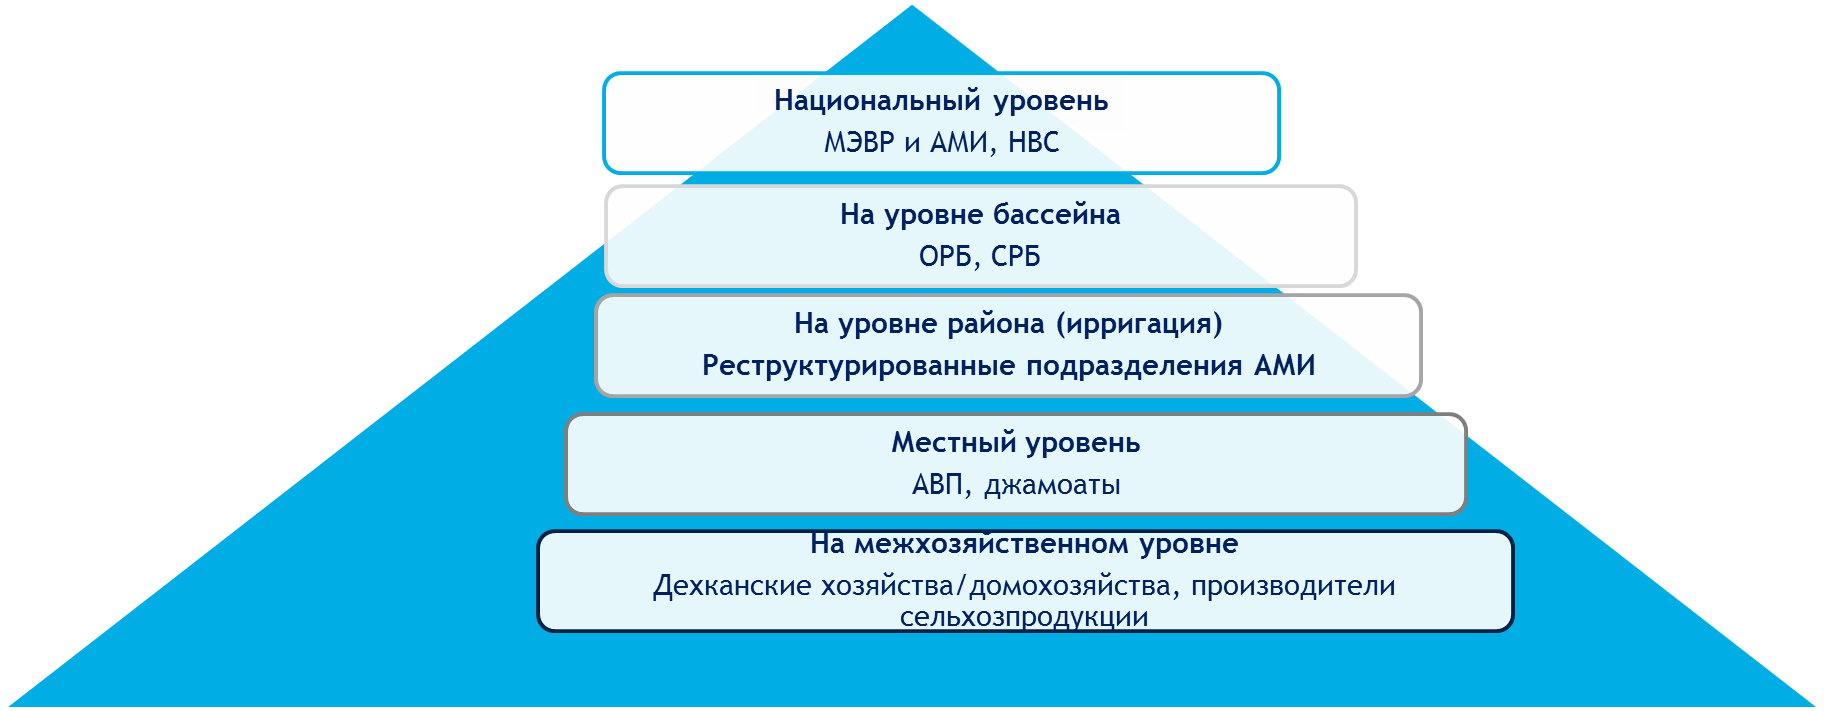 Национальный уровень
МЭВР и АМИ, НВС
На уровне бассейна
ОРБ, СРБ
На уровне района (ирригация)
Реструктурированные подразделения АМИ
Местный уровень
АВП, джамоаты
На межхозяйственном уровне
Дехканские хозяйства/домохозяйства, производители
сельхозпродукции